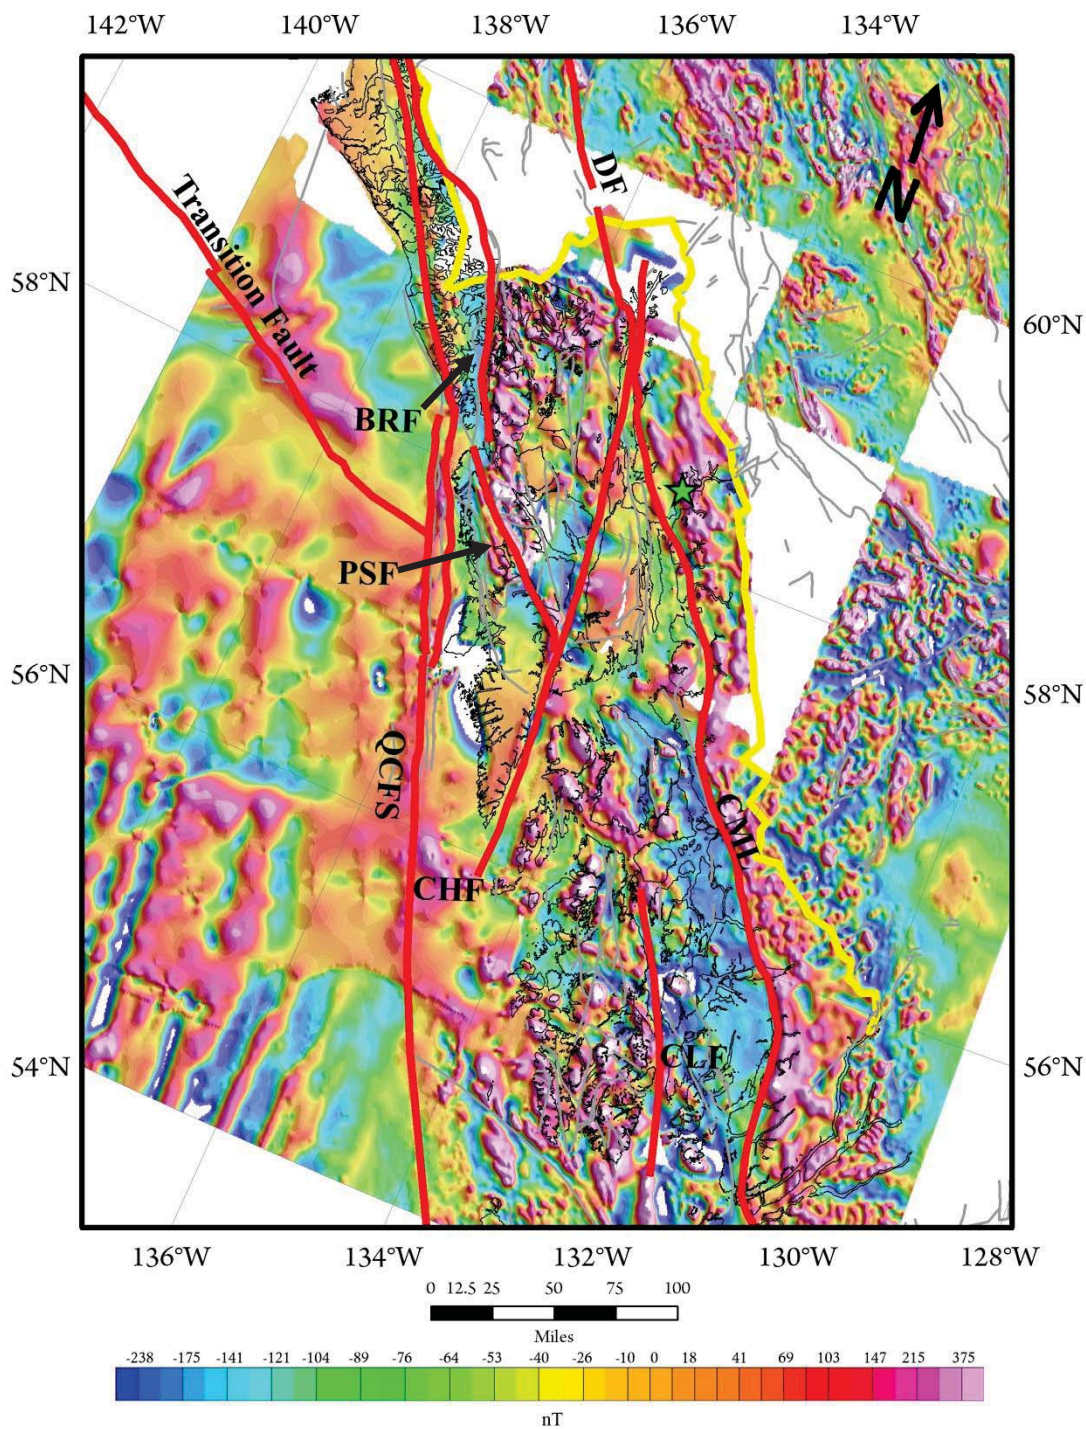 142°W 140°W 138°W 136°W 134°W
N
DF
Transition Fault
58°N
60°N
BRF
PSF
56°N
58°N
QCFS
CML
CHF
CLF
54°N
56°N
136°W 134°W 132°W 130°W 128°W
0 12.5 25 50 75 100
Miles
-238 -175 -141 -121 -104 -89 -76 -64 -53 -40 -26 -10 0 18 41 69 103 147 215 375
nT